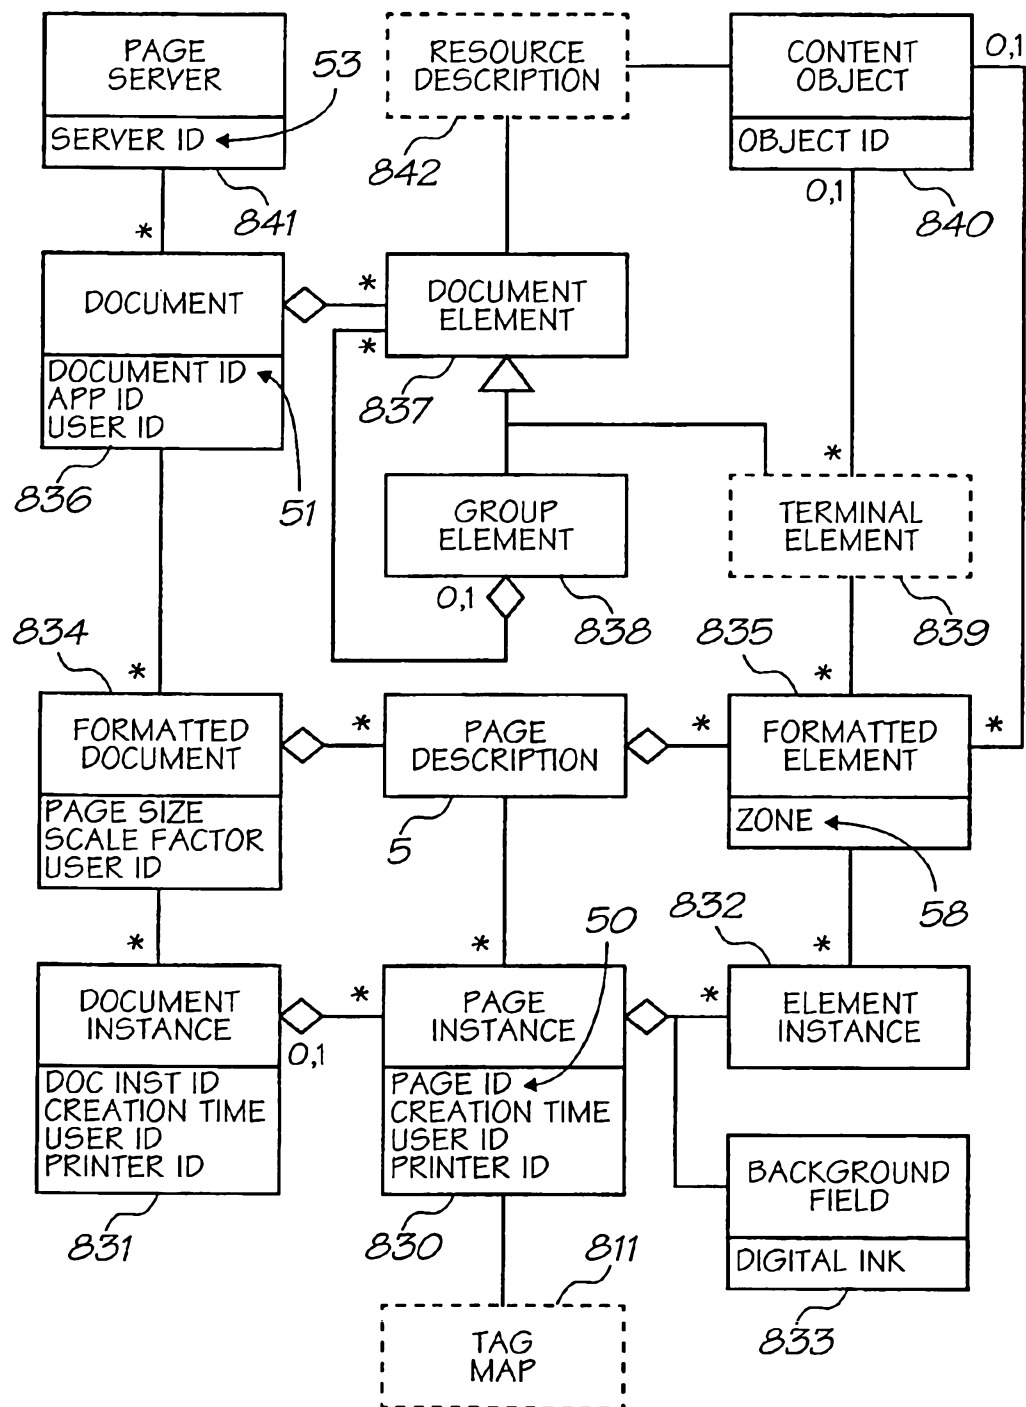 PAGE
SERVER
SERVER ID
53
841
*
RESOURCE
DESCRIPTION
842
CONTENT
OBJECT
OBJECT ID
0,1
0,1
840
DOCUMENT
DOCUMENT ID
APP ID
USER ID
836
51
*
*
DOCUMENT
ELEMENT
837
GROUP
ELEMENT
0,1
838
*
TERMINAL
ELEMENT
839
834
*
FORMATTED
DOCUMENT
PAGE SIZE
SCALE FACTOR
USER ID
*
PAGE
DESCRIPTION
5
*
835
*
FORMATTED
ELEMENT
*
ZONE
58
*
DOCUMENT
INSTANCE
0,1
DOC INST ID
CREATION TIME
USER ID
PRINTER ID
831
*
*
50
PAGE
INSTANCE
PAGE ID
CREATION TIME
USER ID
PRINTER ID
830
*
832
*
ELEMENT
INSTANCE
BACKGROUND
FIELD
DIGITAL INK
833
811
TAG
MAP